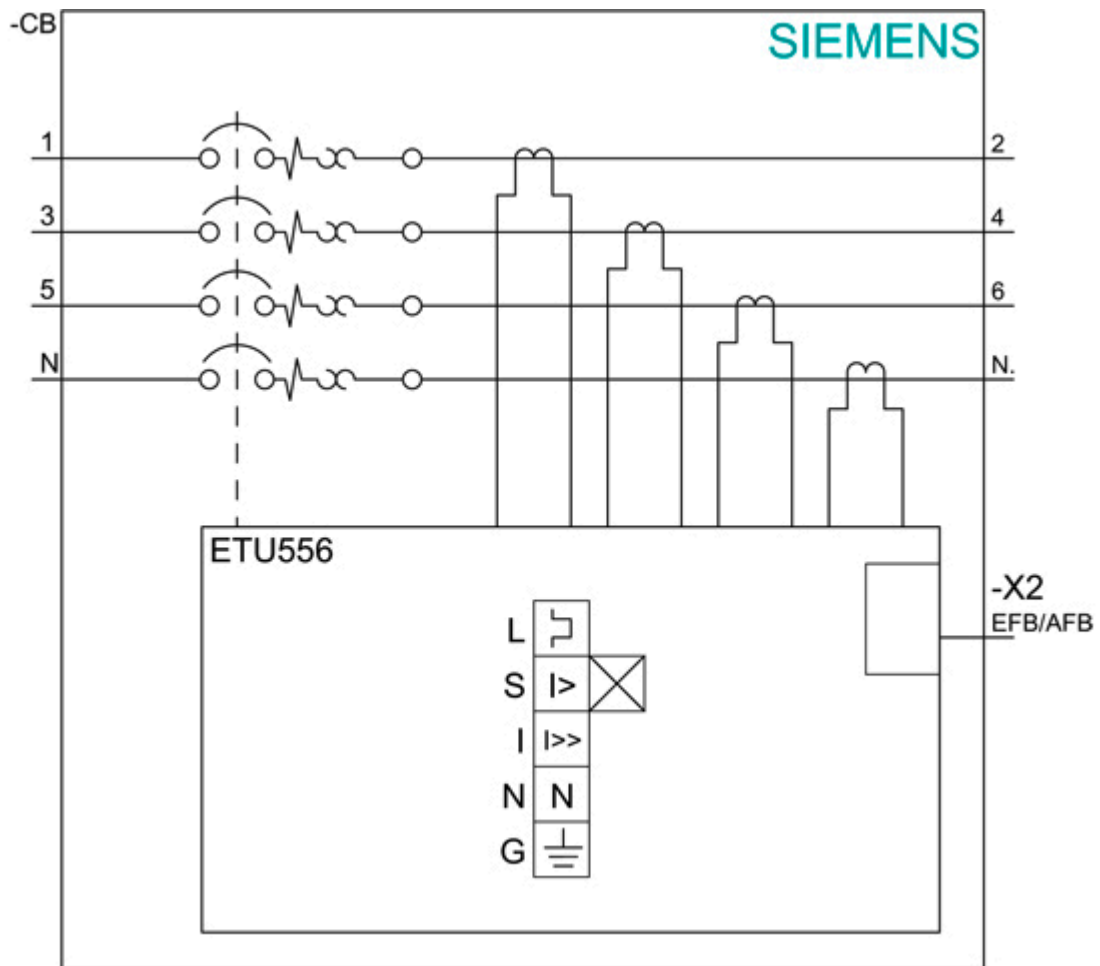 -CB
SIEMENS
1 2
3 4
5 6
N N.
ETU556
-X2
EFB/AFB
L
S I>
I I>>
N N
G